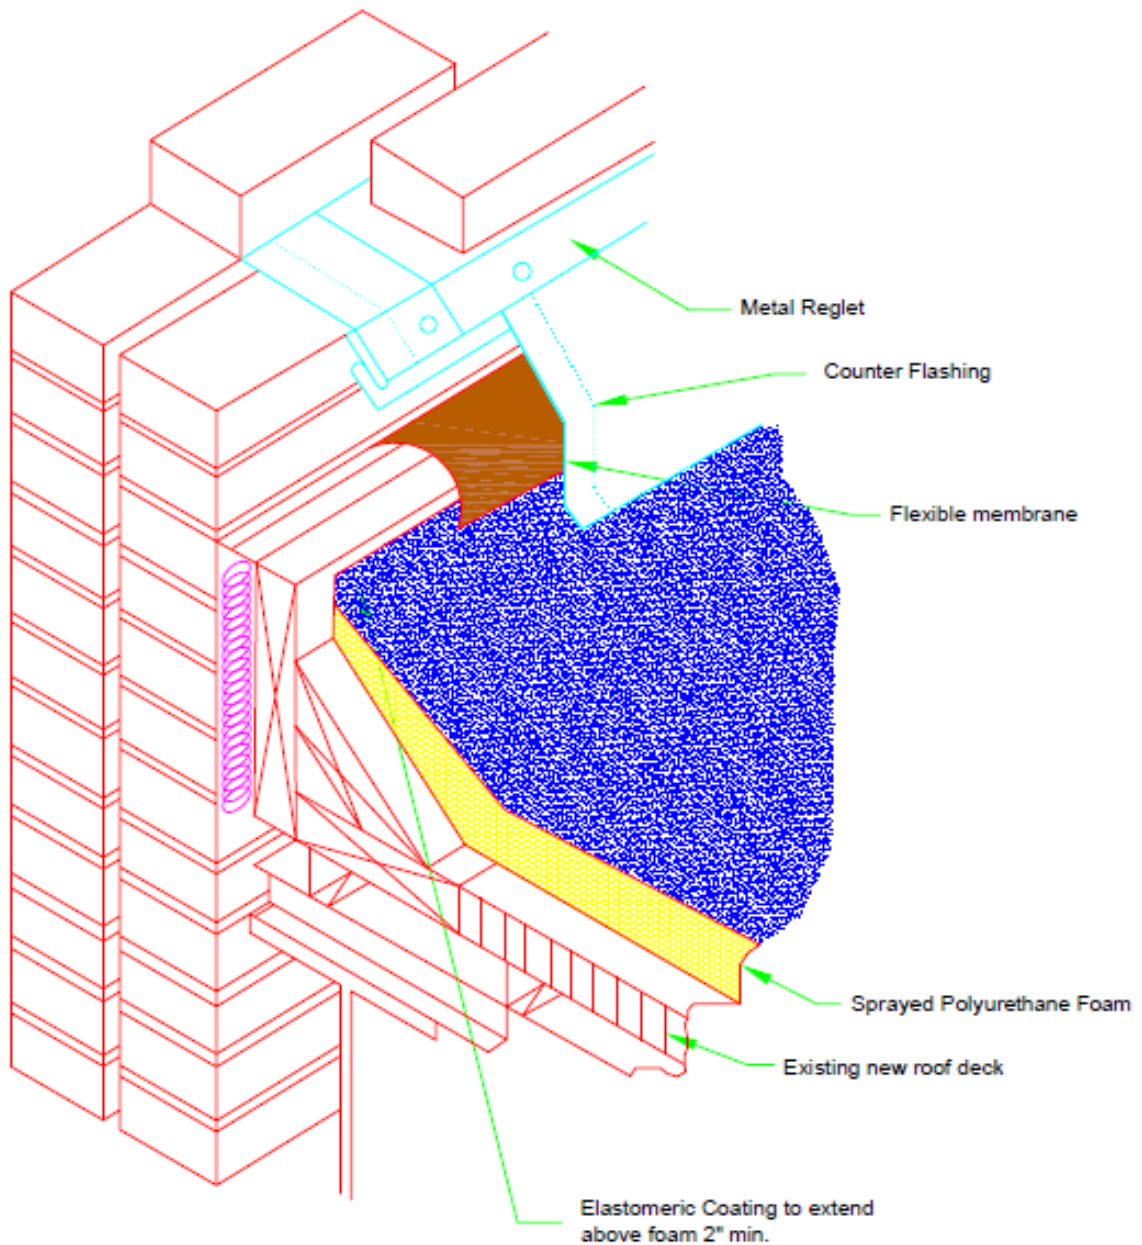 Metal Reglet
Counter Flashing
Flexible membrane
Sprayed Polyurethane Foam
Existing new roof deck
Elastomeric Coating to extend
above foam 2" min.